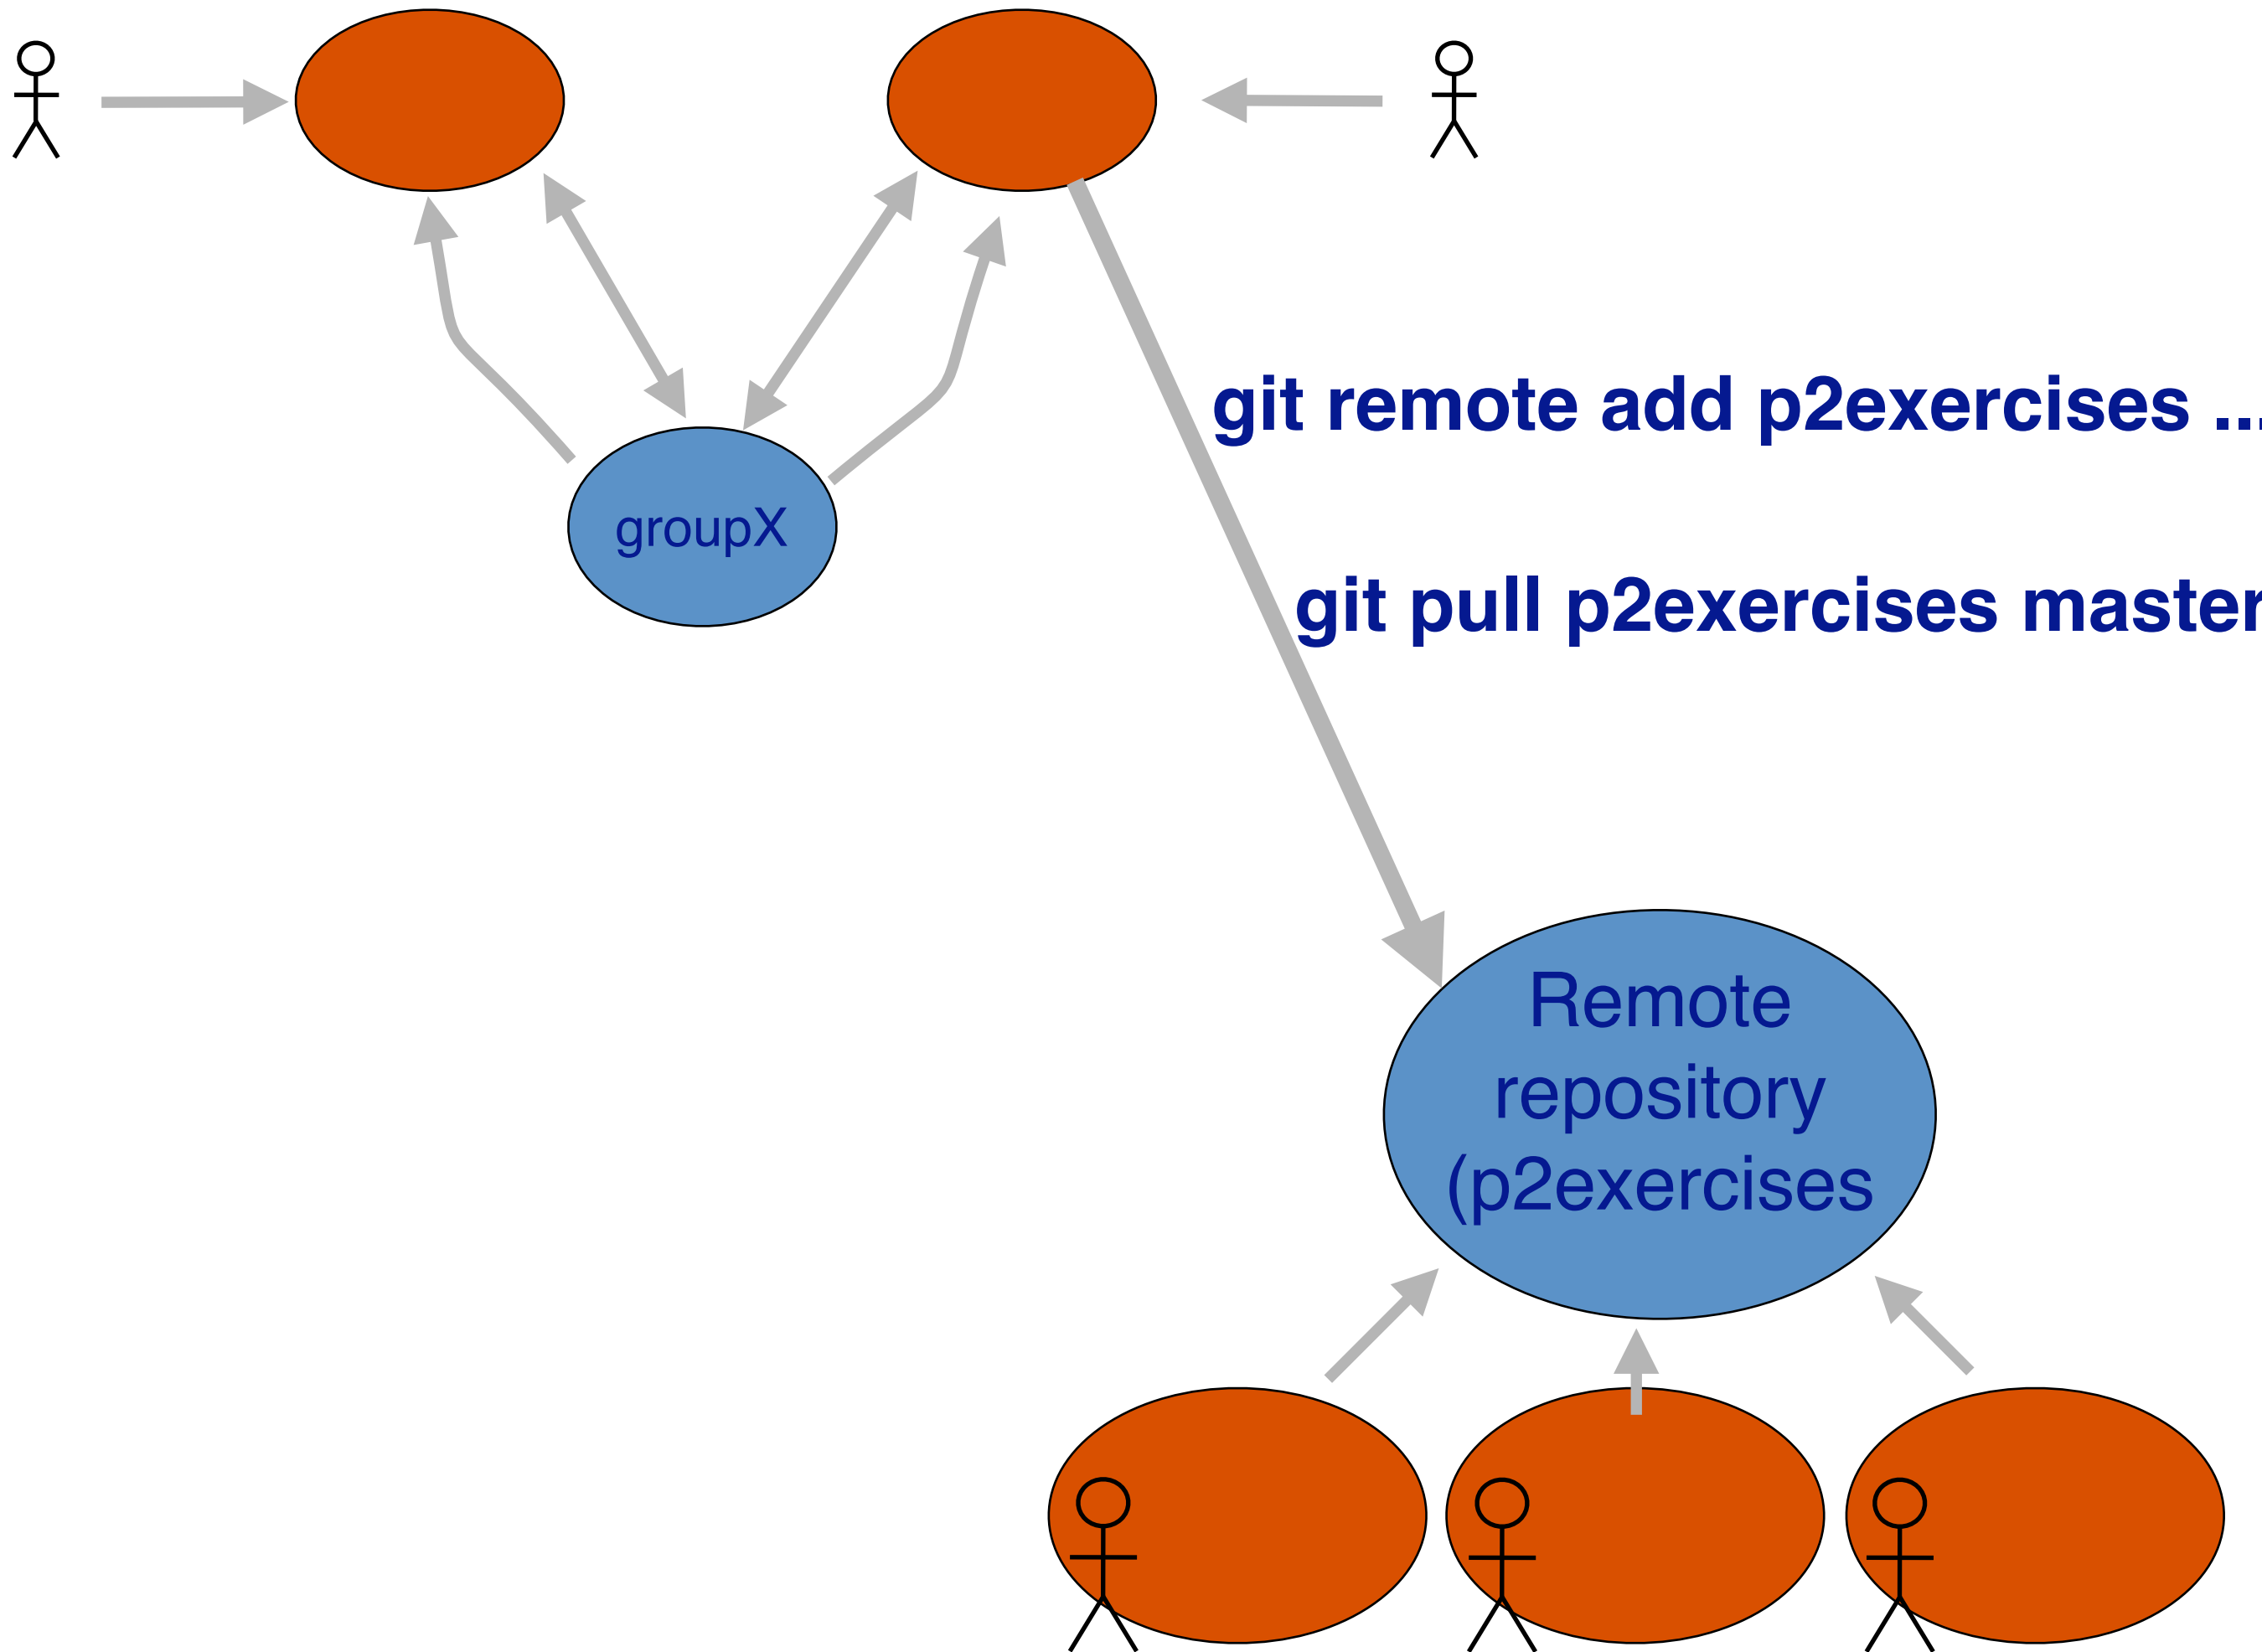 git remote add p2exercises ...
groupX
git pull p2exercises master
Remote
repository
(p2exercises